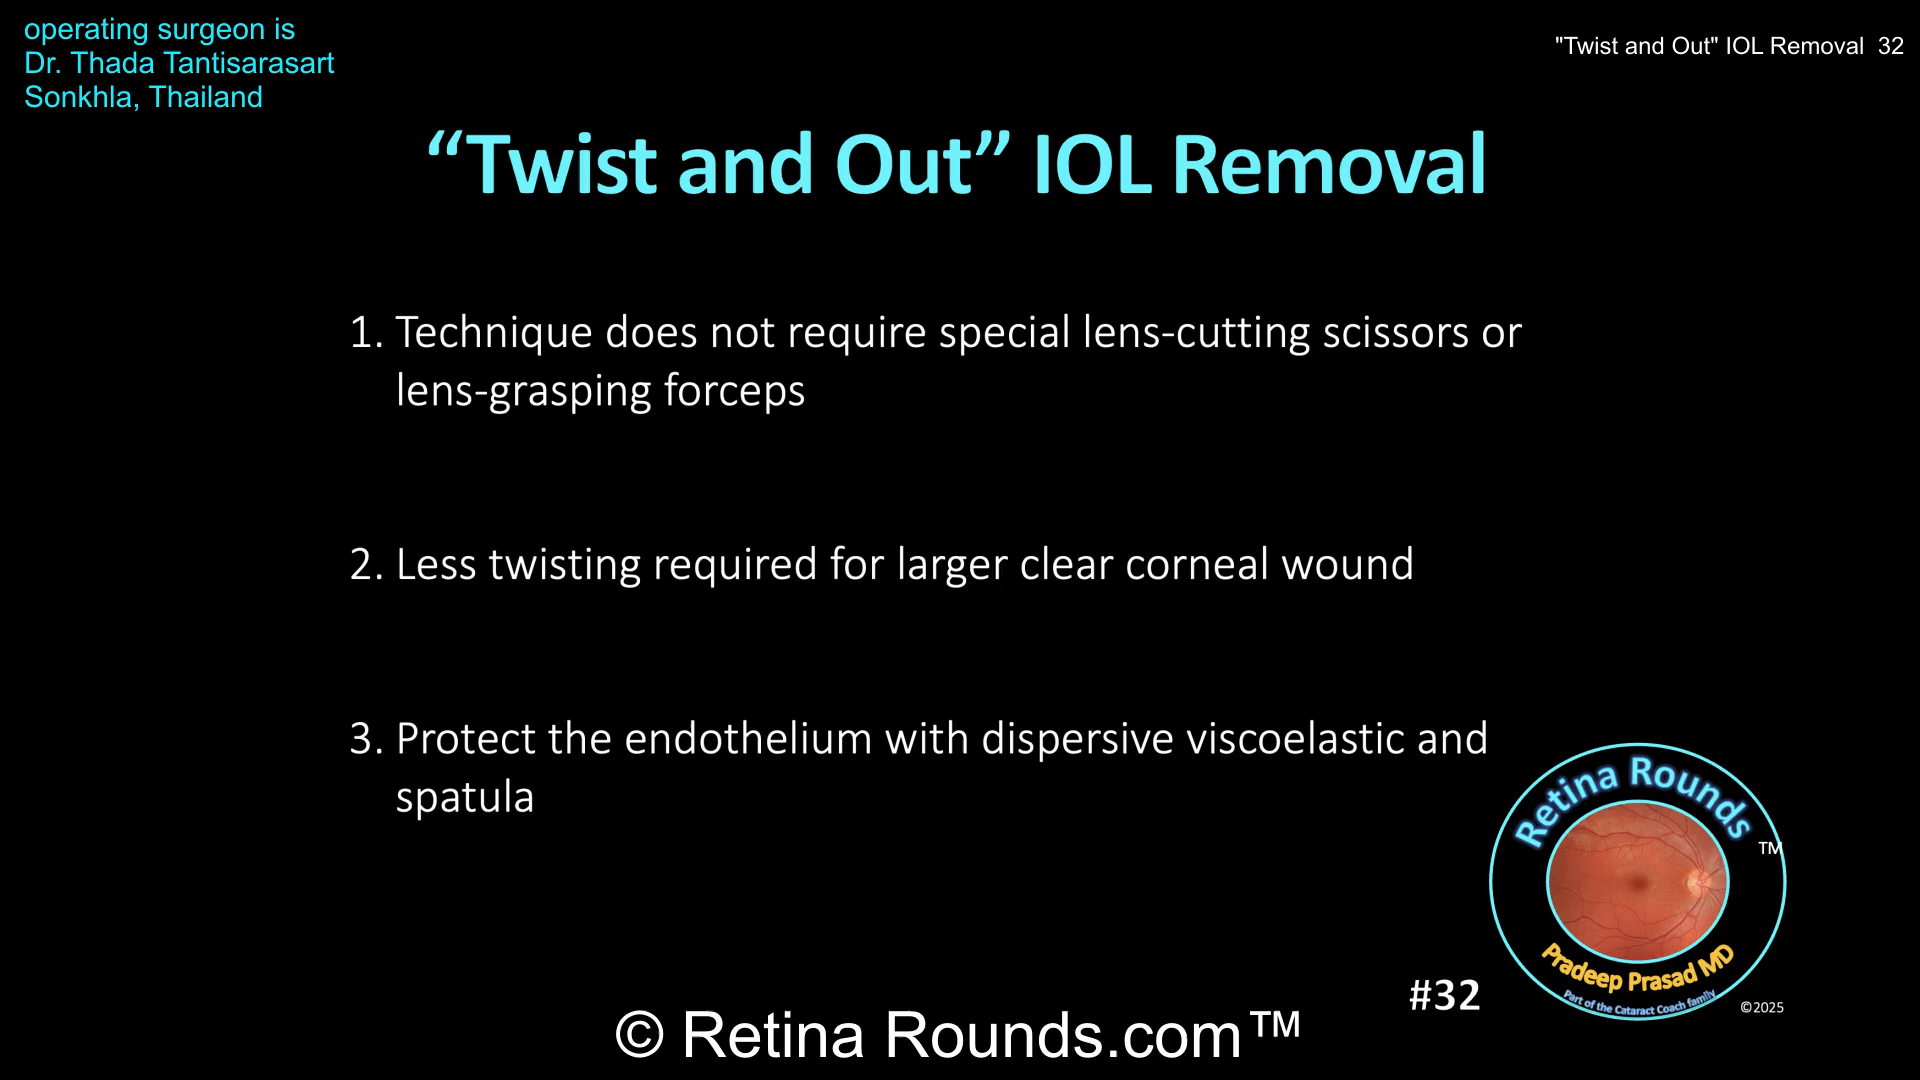 operating surgeon is
Dr. Thada Tantisarasart
Sonkhla, Thailand
"Twist and Out" IOL Removal 32
“Twist and Out” IOL Removal
1. Technique does not require special lens-cutting scissors or
lens-grasping forceps
2. Less twisting required for larger clear corneal wound
3. Protect the endothelium with dispersive viscoelastic and
spatula
Retina Rounds
TM
Pradeep Prasad MD
Part of the Cataract Coach family
#32
©2025
© Retina Rounds.com™